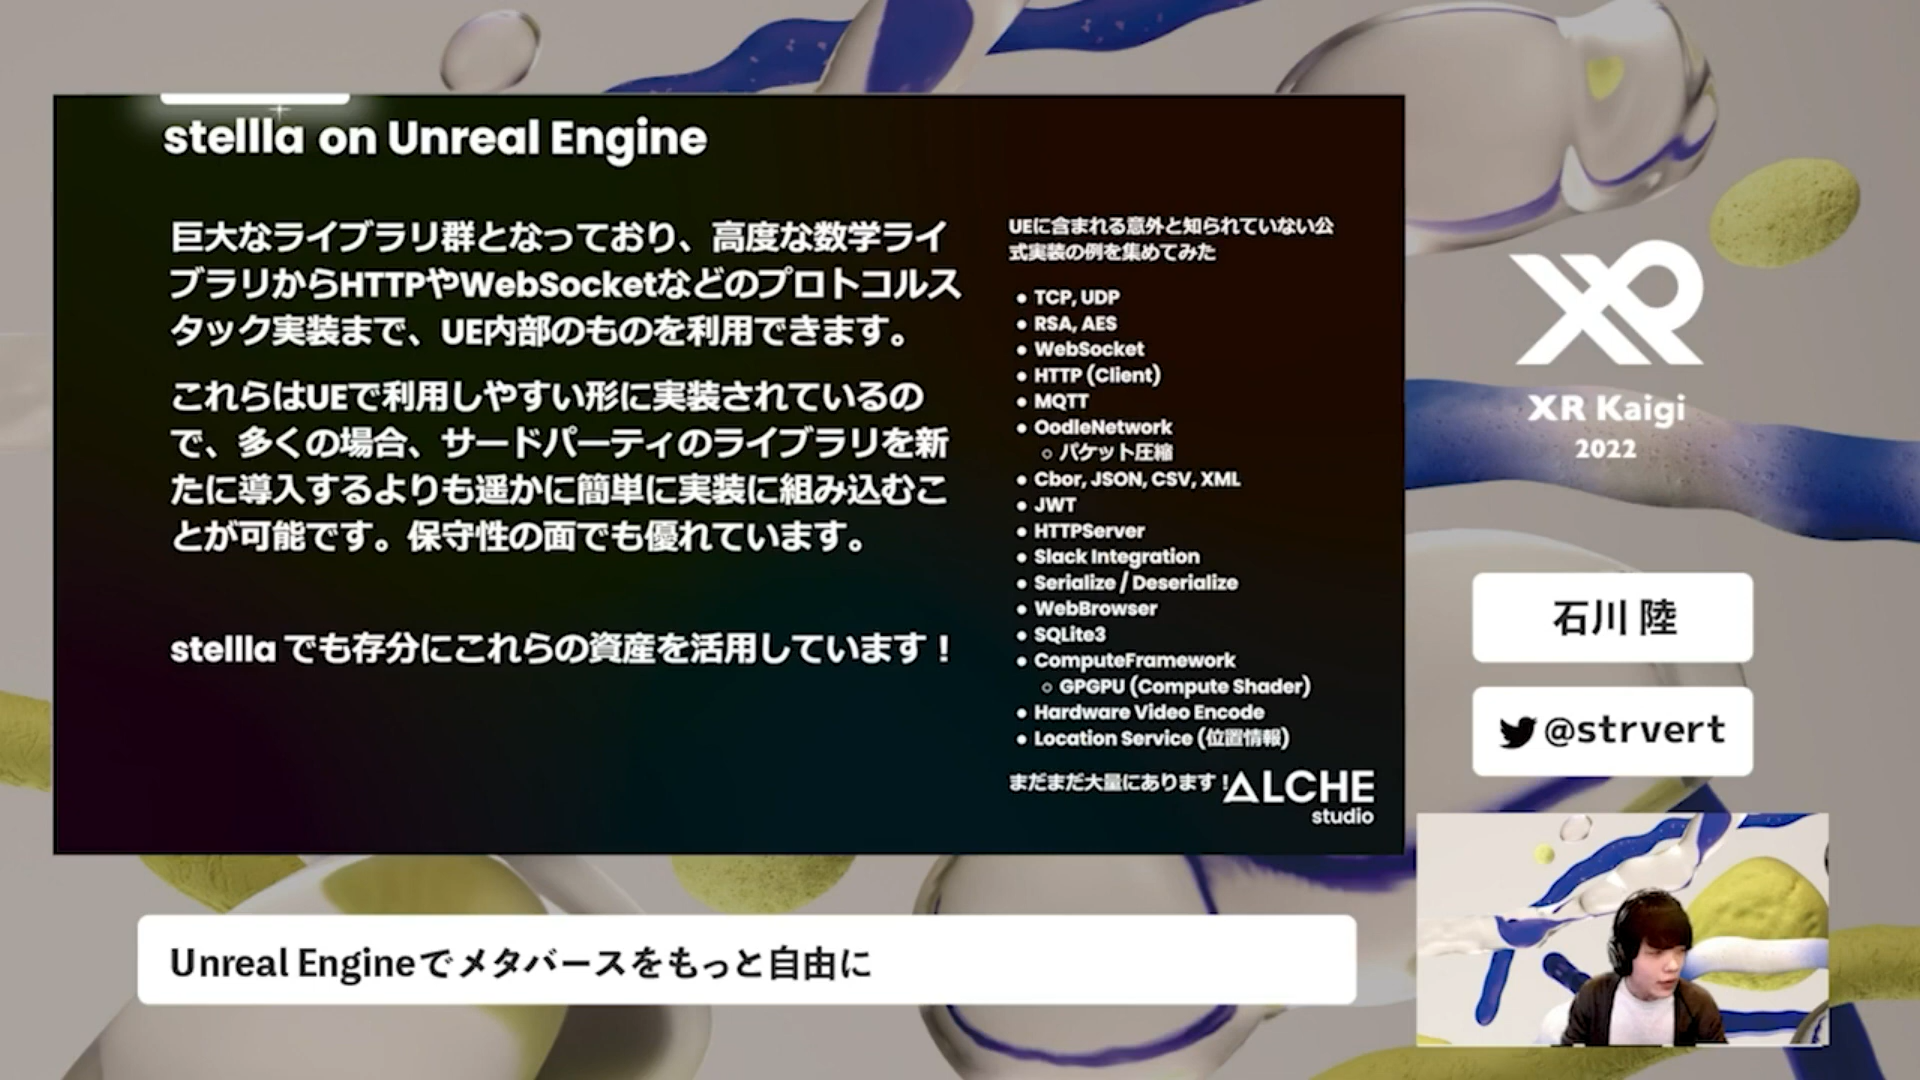 stellla on Unreal Engine
巨大なライブラリ群となっており、高度な数学ライ
ブラリからHTTPやWebSocketなどのプロトコルス
タック実装まで、UE内部のものを利用できます。
これらはUEで利用しやすい形に実装されているの
で、多くの場合、サードパーティのライブラリを新
たに導入するよりも遥かに簡単に実装に組み込むこ
とが可能です。保守性の面でも優れています。
stellla でも存分にこれらの資産を活用しています！
UEに含まれる意外と知られていない公
式実装の例を集めてみた
● TCP, UDP
● RSA, AES
● WebSocket
● HTTP (Client)
● MQTT
● OodleNetwork
○ パケット圧縮
● Cbor, JSON, CSV, XML
● JWT
● HTTPServer
● Slack Integration
● Serialize / Deserialize
● WebBrowser
● SQLite3
● ComputeFramework
○ GPGPU (Compute Shader)
● Hardware Video Encode
● Location Service (位置情報)
まだまだ大量にあります！
ALCHE
studio
XR
XR Kaigi
2022
石川 陸
@strvert
Unreal Engineでメタバースをもっと自由に